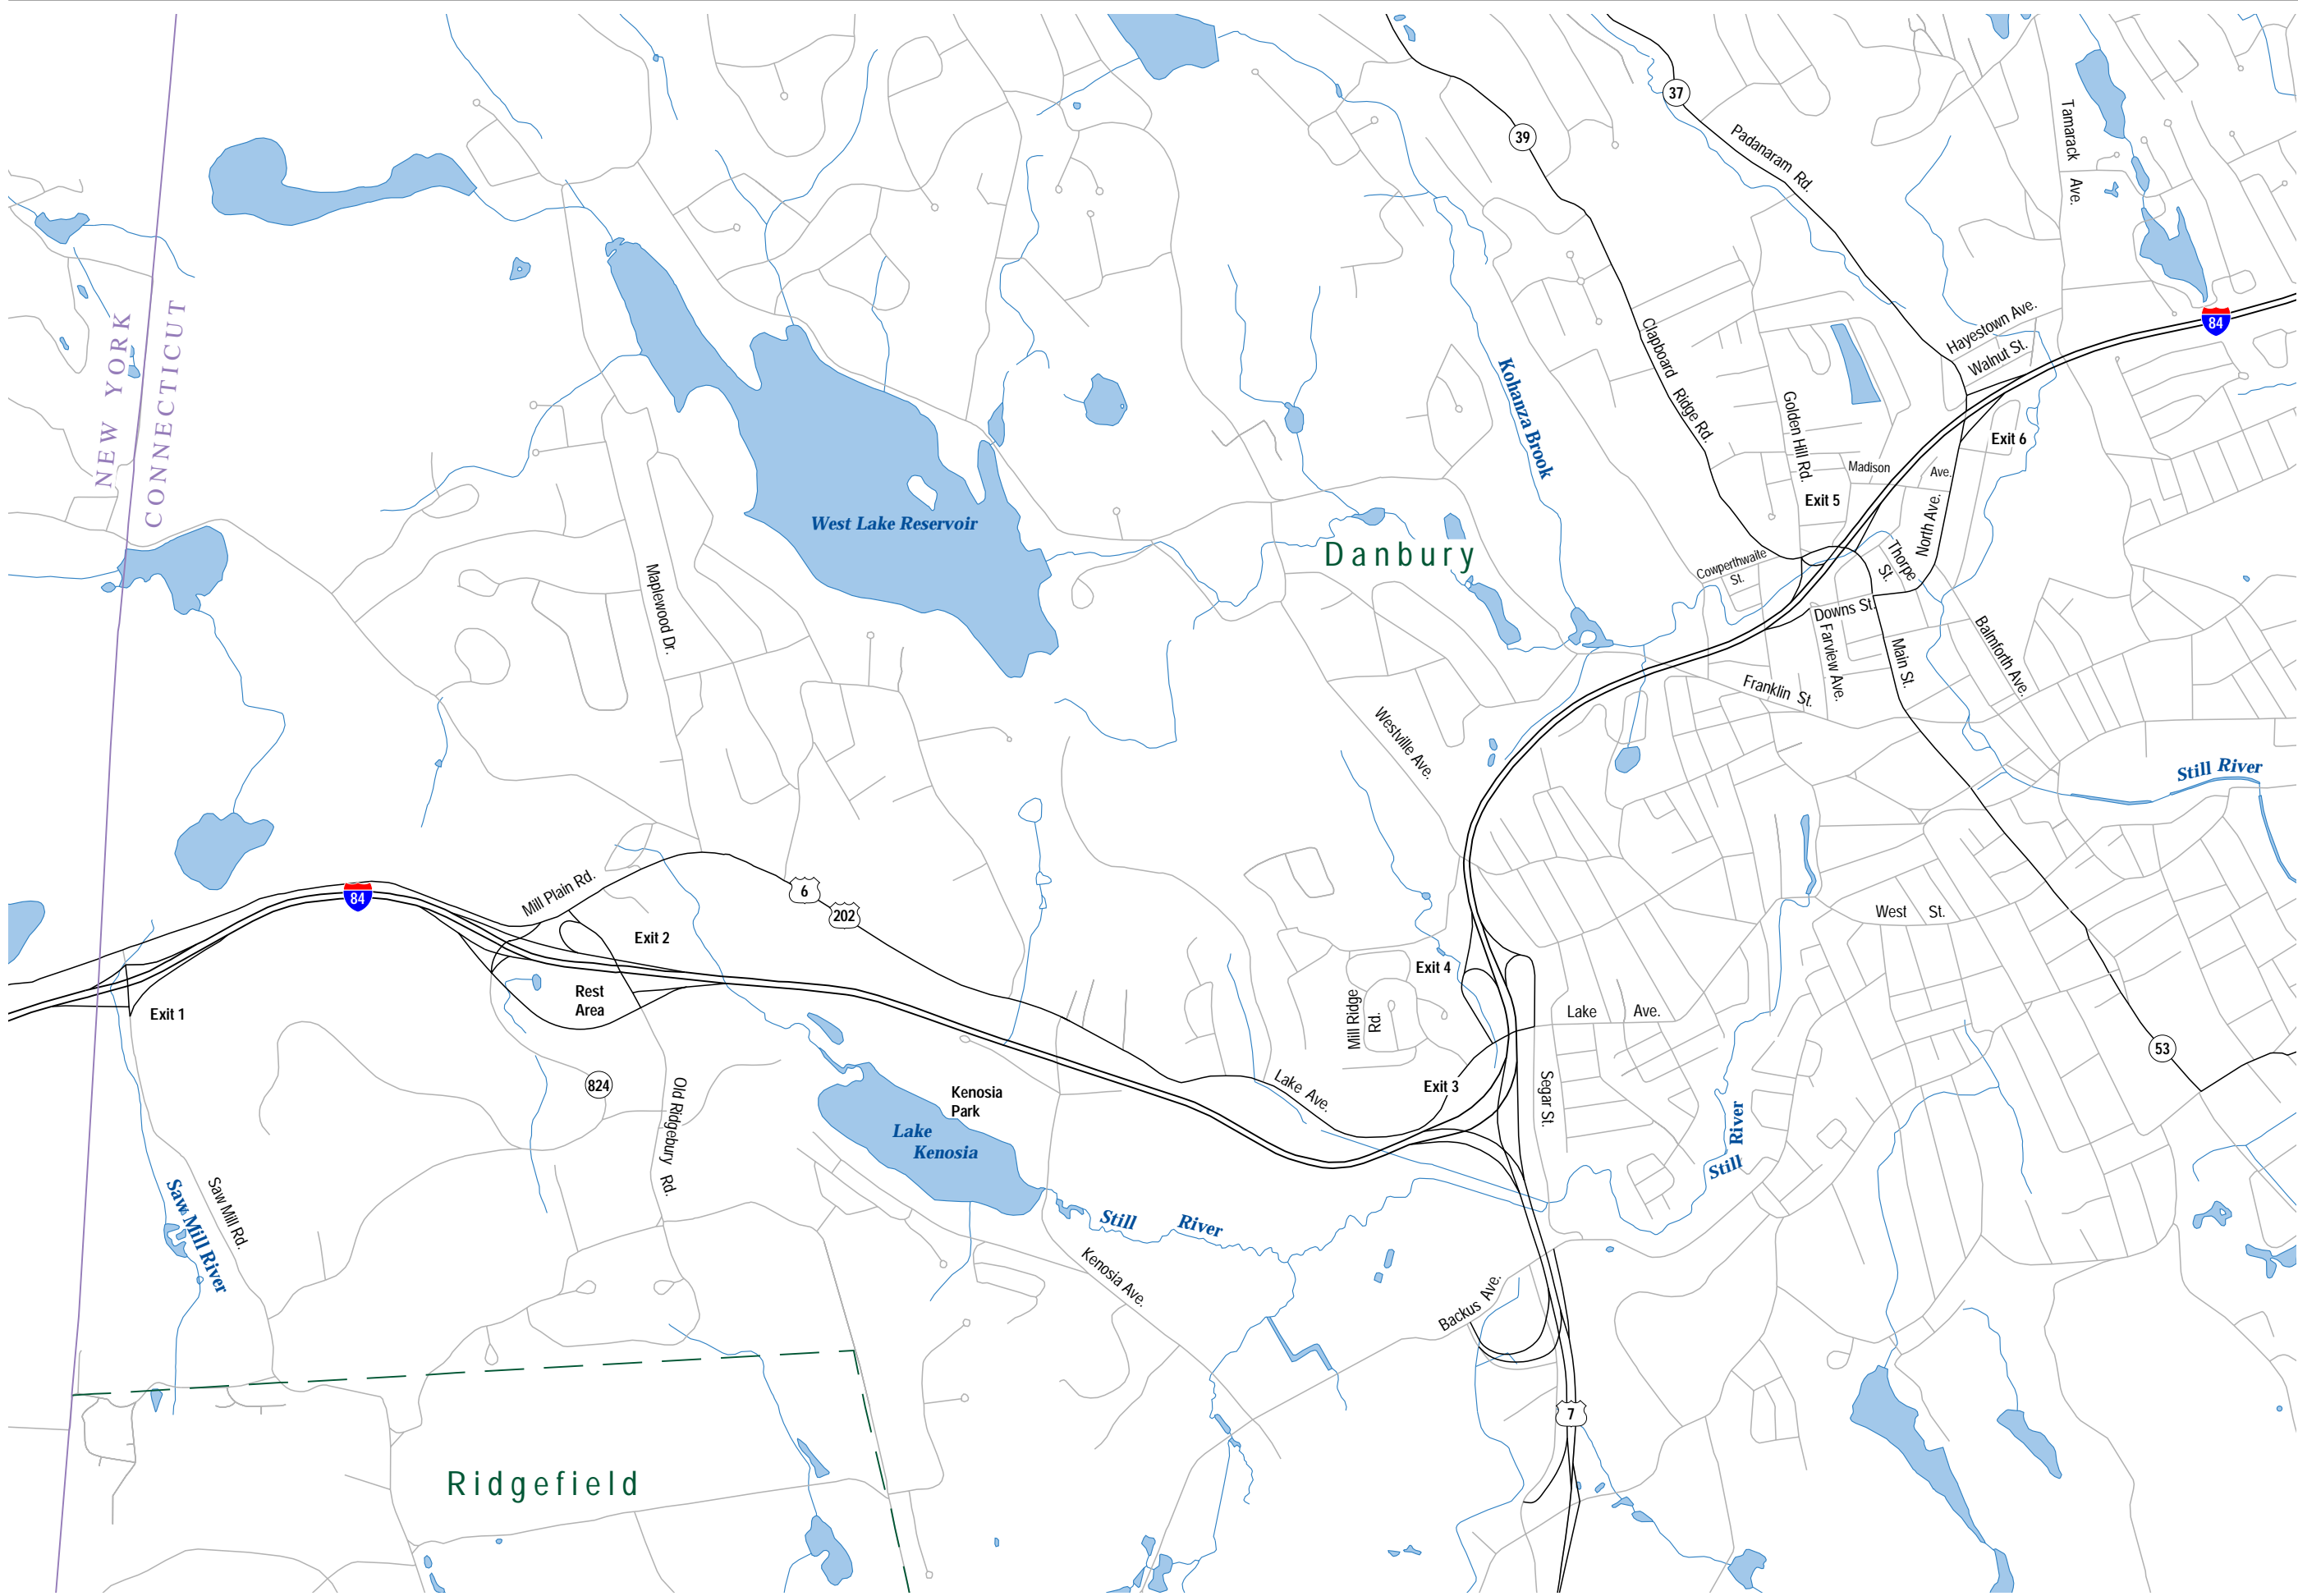 37
39
Padanaram Rd.
Tamarack Ave.
84
Hayestown Ave.
Walnut St.
NEW YORK
CONNECTICUT
Clapboard Ridge Rd.
Kohanza Brook
Golden Hill Rd.
Exit 6
Madison Ave.
Exit 5
North Ave.
West Lake Reservoir
Danbury
Cowperthwaite
St.
Thorpe
St.
Maplewood Dr.
Downs St.
Farview Ave.
Main St.
Balmforth Ave.
Franklin St.
Westville Ave.
Still River
84
Mill Plain Rd.
6
202
West St.
Exit 2
Exit 4
Rest
Area
Exit 1
Mill Ridge
Rd.
Lake Ave.
53
824
Old Ridgebury Rd.
Kenosia
Park
Lake Ave.
Exit 3
Segar St.
Lake
Kenosia
Still River
Saw Mill River
Saw Mill Rd.
Still River
Kenosia Ave.
Backus Ave.
7
Ridgefield